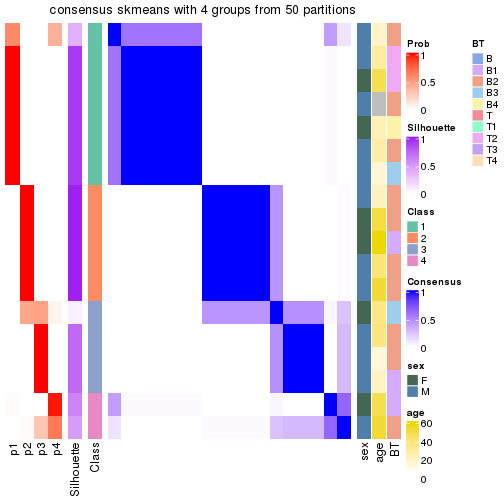 consensus skmeans with 4 groups from 50 partitions
Prob
1
0.5
0
Silhouette
1
0.5
0
Class
1
2
3
4
Consensus
1
0.5
0
sex
F
M
age
60
40
20
0
BT
B
B1
B2
B3
B4
T
T1
T2
T3
T4
p1
p2
p3
p4
Silhouette
Class
sex
age
BT